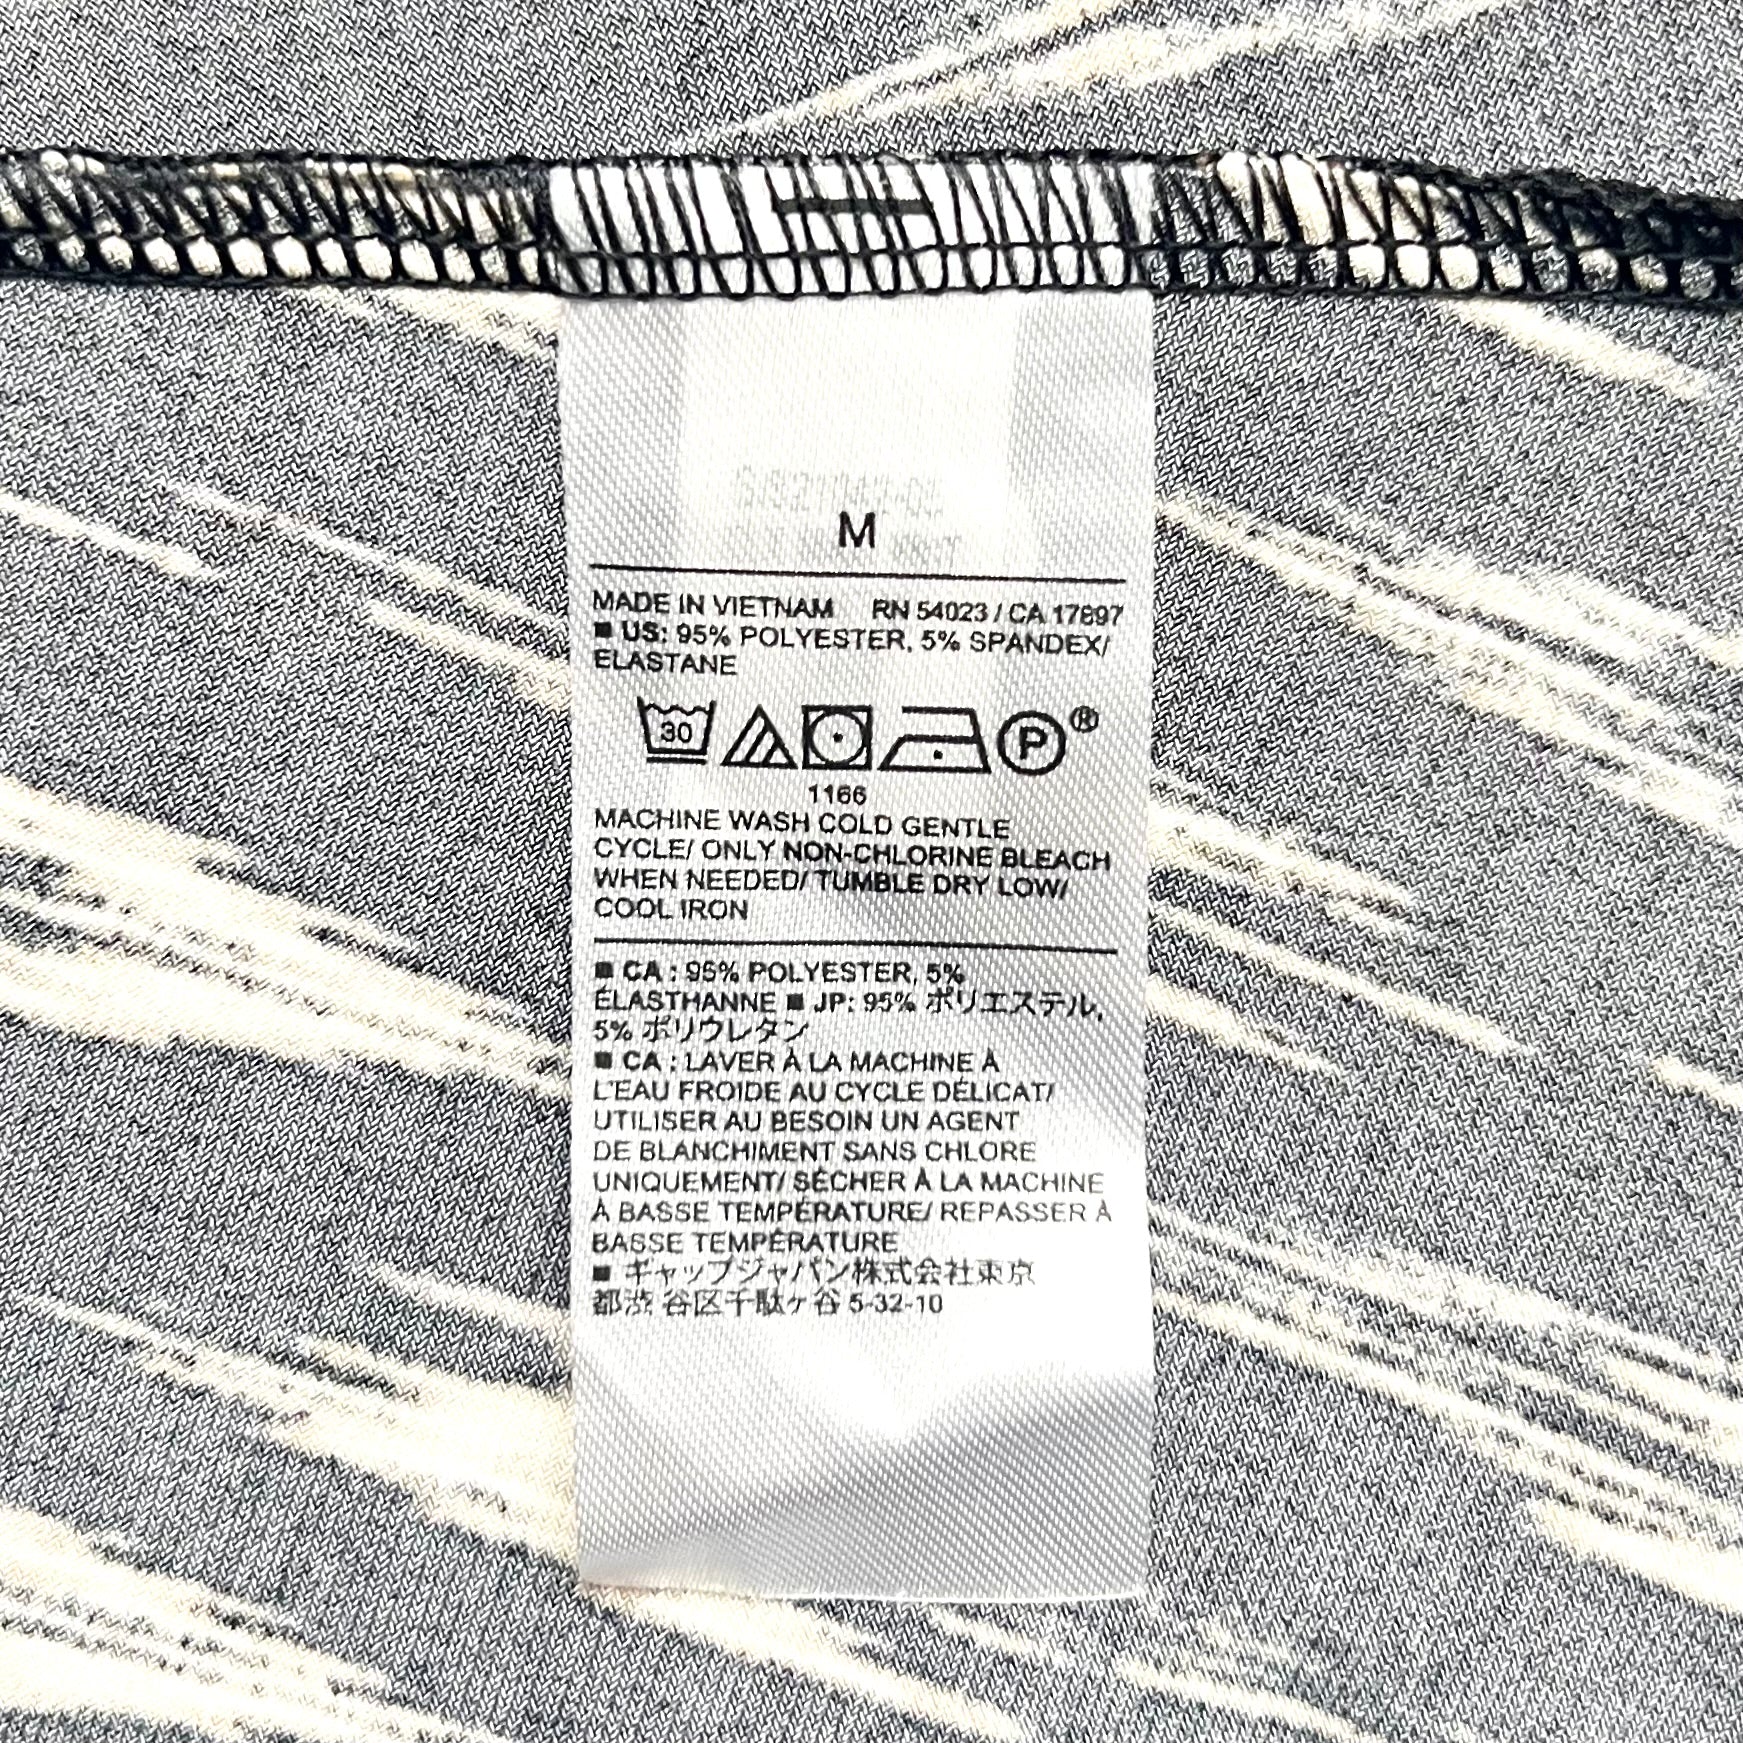 M
MADE IN VIETNAM RN 54023 / CA 17897
■ US: 95% POLYESTER, 5% SPANDEX/
ELASTANE
30 P ®
1166
MACHINE WASH COLD GENTLE
CYCLE/ ONLY NON-CHLORINE BLEACH
WHEN NEEDED/ TUMBLE DRY LOW/
COOL IRON
■ CA : 95% POLYESTER, 5%
ÉLASTHANNE ■ JP: 95% ポリエステル,
5% ポリウレタン
■ CA : LAVER À LA MACHINE À
L'EAU FROIDE AU CYCLE DÉLICAT/
UTILISER AU BESOIN UN AGENT
DE BLANCHIMENT SANS CHLORE
UNIQUEMENT/ SÉCHER À LA MACHINE
À BASSE TEMPÉRATURE/ REPASSER À
BASSE TEMPÉRATURE
■ ギャップジャパン株式会社東京
都渋 谷区千駄ヶ谷 5-32-10